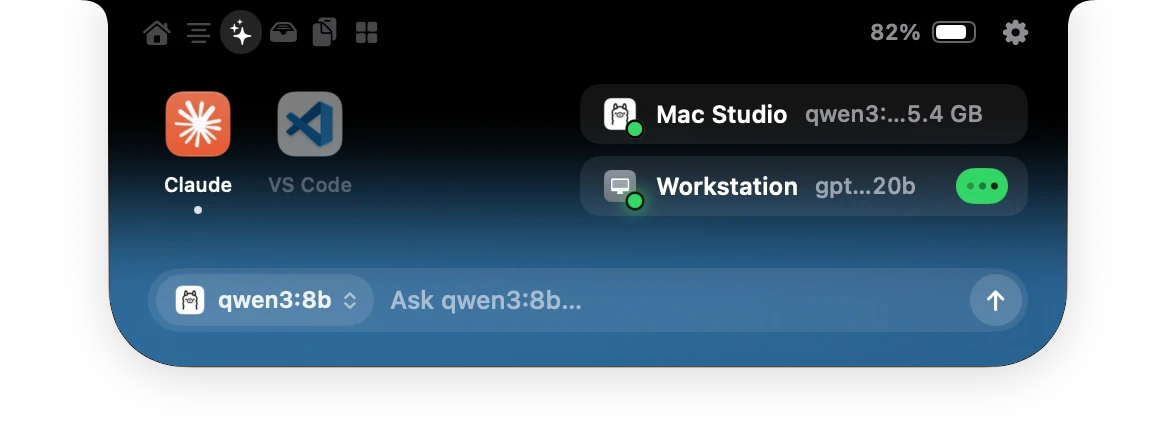 82%
Mac Studio qwen3:...5.4 GB
Workstation gpt...20b
Claude VS Code
qwen3:8b Ask qwen3:8b...